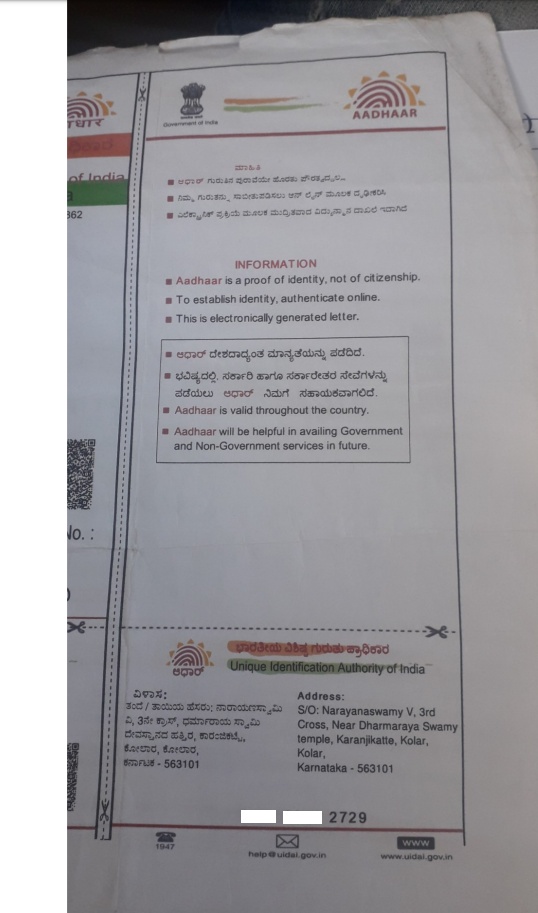 ಧಾರ
of India
362
No. :
Government of India
AADHAAR
ಮಾಹಿತಿ
ಆಧಾರ್ ಗುರುತಿನ ಪುರಾವೆಯೇ ಹೊರತು ಪೌರತ್ವದ್ದಲ್ಲ.
ನಿಮ್ಮ ಗುರುತನ್ನು ಸಾಬೀತುಪಡಿಸಲು ಆನ್ ಲೈನ್ ಮೂಲಕ ದೃಢೀಕರಿಸಿ
ಎಲೆಕ್ಟ್ರಾನಿಕ್ ಪ್ರಕ್ರಿಯೆ ಮೂಲಕ ಮುದ್ರಿತವಾದ ವಿದ್ಯುನ್ಮಾನ ದಾಖಲೆ ಇದಾಗಿದೆ
INFORMATION
Aadhaar is a proof of identity, not of citizenship.
To establish identity, authenticate online.
This is electronically generated letter.
ಆಧಾರ್ ದೇಶದಾದ್ಯಂತ ಮಾನ್ಯತೆಯನ್ನು ಪಡೆದಿದೆ.
ಭವಿಷ್ಯದಲ್ಲಿ ಸರ್ಕಾರಿ ಹಾಗೂ ಸರ್ಕಾರೇತರ ಸೇವೆಗಳನ್ನು
ಪಡೆಯಲು ಆಧಾರ್ ನಿಮಗೆ ಸಹಾಯಕವಾಗಲಿದೆ.
Aadhaar is valid throughout the country.
Aadhaar will be helpful in availing Government
and Non-Government services in future.
ಆಧಾರ್
ಭಾರತೀಯ ವಿಶಿಷ್ಟ ಗುರುತು ಪ್ರಾಧಿಕಾರ
Unique Identification Authority of India
ವಿಳಾಸ:
ತಂದೆ / ತಾಯಿಯ ಹೆಸರು: ನಾರಾಯಣಸ್ವಾಮಿ
ವಿ, 3ನೇ ಕ್ರಾಸ್, ಧರ್ಮರಾಯ ಸ್ವಾಮಿ
ದೇವಸ್ಥಾನದ ಹತ್ತಿರ, ಕಾರಂಜಿಕಟ್ಟೆ,
ಕೋಲಾರ, ಕೋಲಾರ,
ಕರ್ನಾಟಕ - 563101
Address:
S/O: Narayanaswamy V, 3rd
Cross, Near Dharmaraya Swamy
temple, Karanjikatte, Kolar,
Kolar,
Karnataka - 563101
2729
1947
help@uidai.gov.in
www
www.uidai.gov.in